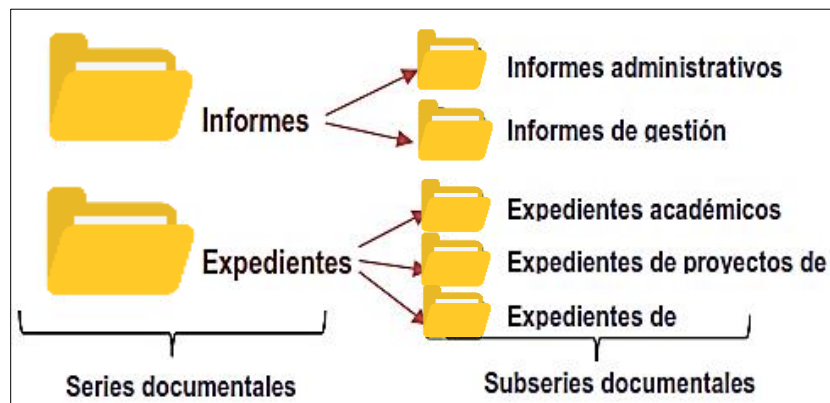 Informes
Informes administrativos
Informes de gestión
Expedientes
Expedientes académicos
Expedientes de proyectos de
Expedientes de
Series documentales
Subseries documentales